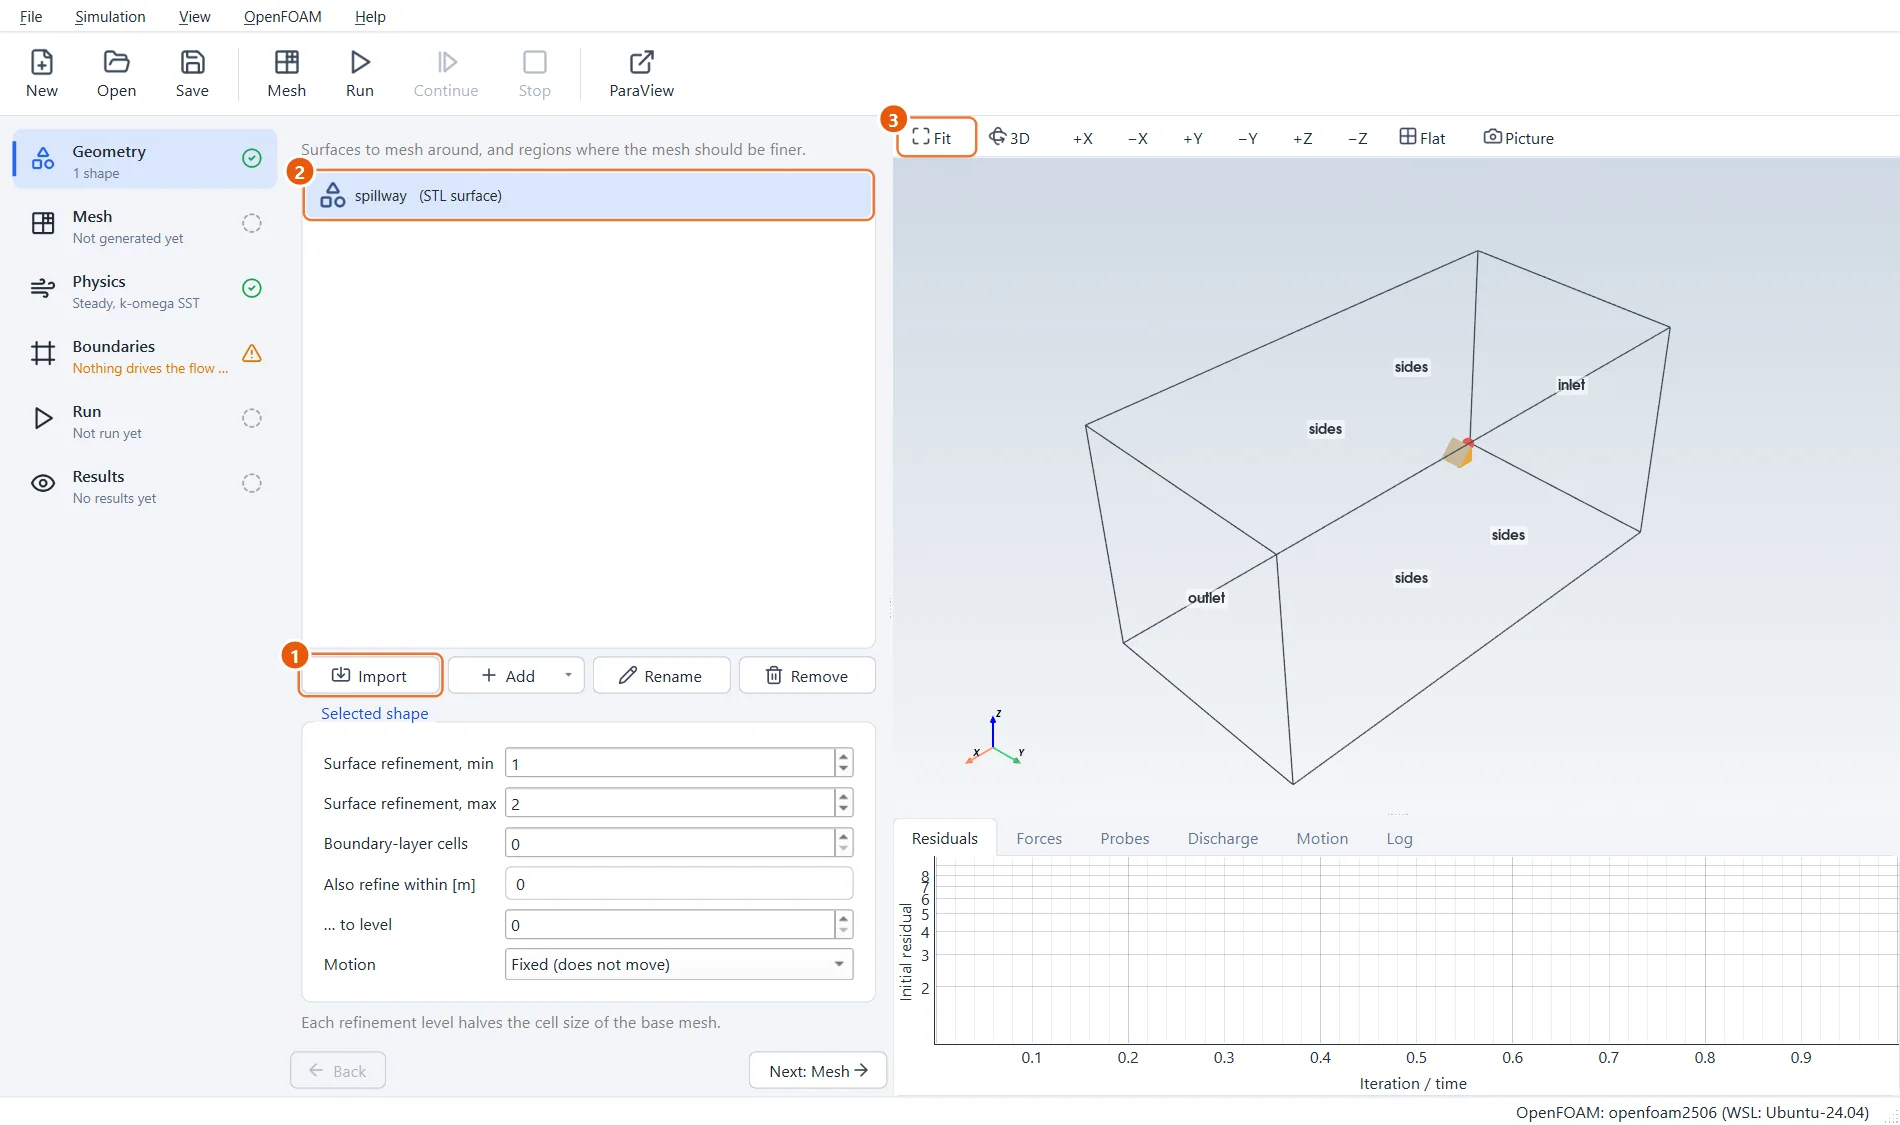 File Simulation View OpenFOAM Help
New Open Save Mesh Run Continue Stop ParaView
Geometry
1 shape
Mesh
Not generated yet
Physics
Steady, k-omega SST
Boundaries
Nothing drives the flow ...
Run
Not run yet
Results
No results yet
Surfaces to mesh around, and regions where the mesh should be finer.
2
spillway (STL surface)
1
Import Add Rename Remove
Selected shape
Surface refinement, min 1
Surface refinement, max 2
Boundary-layer cells 0
Also refine within [m] 0
... to level 0
Motion Fixed (does not move)
Each refinement level halves the cell size of the base mesh.
Back Next: Mesh
3
Fit 3D +X −X +Y −Y +Z −Z Flat Picture
sides
inlet
sides
sides
sides
outlet
Z
X Y
Residuals Forces Probes Discharge Motion Log
Initial residual
8
7
6
5
4
3
2
0.1 0.2 0.3 0.4 0.5 0.6 0.7 0.8 0.9
Iteration / time
OpenFOAM: openfoam2506 (WSL: Ubuntu-24.04)